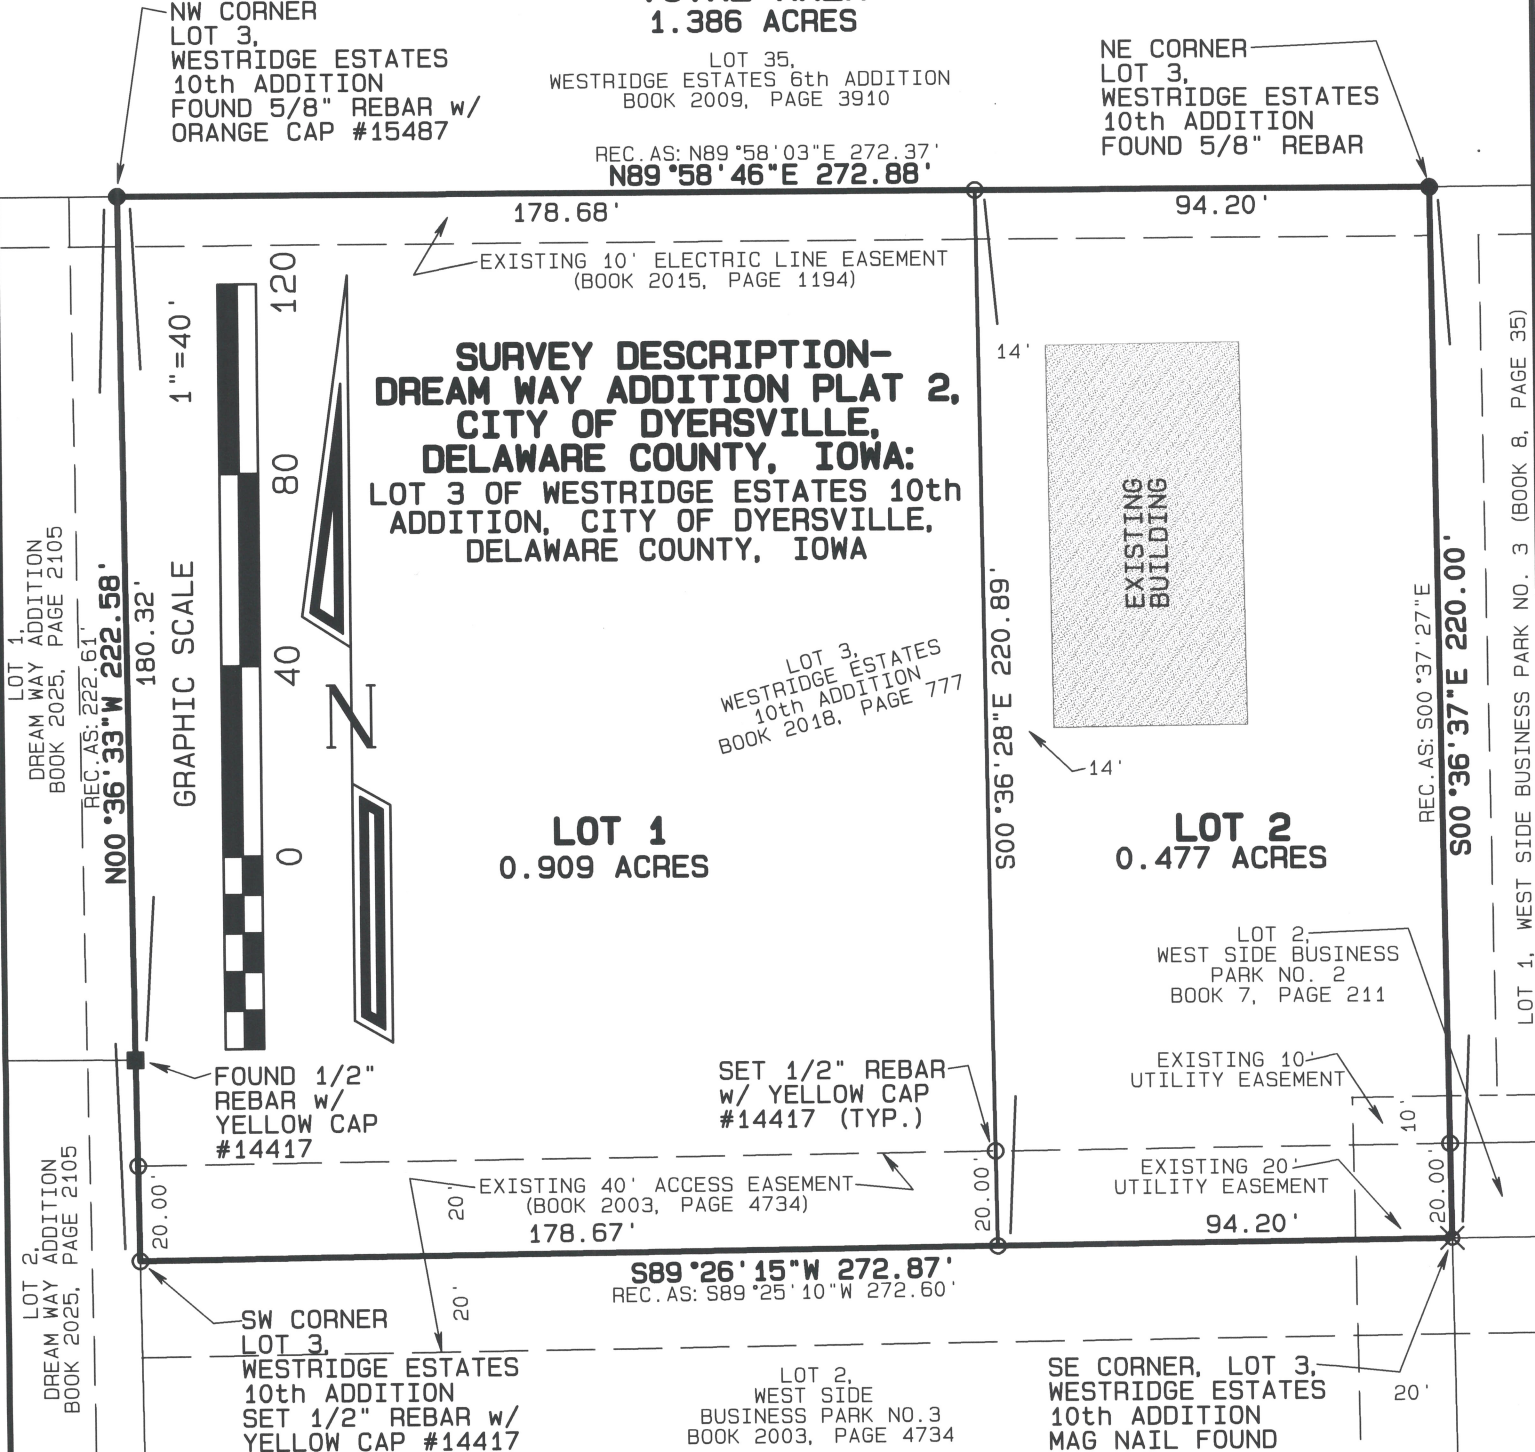 NW CORNER
LOT 3,
WESTRIDGE ESTATES
10th ADDITION
FOUND 5/8" REBAR w/
ORANGE CAP #15487
1.386 ACRES
LOT 35,
WESTRIDGE ESTATES 6th ADDITION
BOOK 2009, PAGE 3910
NE CORNER
LOT 3,
WESTRIDGE ESTATES
10th ADDITION
FOUND 5/8" REBAR
REC. AS: N89°58'03"E 272.37'
N89°58'46"E 272.88'
178.68'
94.20'
EXISTING 10' ELECTRIC LINE EASEMENT
(BOOK 2015, PAGE 1194)
1"=40'
GRAPHIC SCALE
120
80
40
0
N
SURVEY DESCRIPTION-
DREAM WAY ADDITION PLAT 2,
CITY OF DYERSVILLE,
DELAWARE COUNTY, IOWA:
LOT 3 OF WESTRIDGE ESTATES 10th
ADDITION, CITY OF DYERSVILLE,
DELAWARE COUNTY, IOWA
14'
EXISTING
BUILDING
14'
LOT 1,
DREAM WAY ADDITION
BOOK 2025, PAGE 2105
REC. AS: 222.61'
N00°36'33"W 222.58'
180.32'
LOT 3,
WESTRIDGE ESTATES
10th ADDITION
BOOK 2018, PAGE 777
S00°36'28"E 220.89'
REC. AS: S00°37'27"E
S00°36'37"E 220.00'
LOT 1, WEST SIDE BUSINESS PARK NO. 3 (BOOK 8, PAGE 35)
LOT 1
0.909 ACRES
LOT 2
0.477 ACRES
LOT 2,
WEST SIDE BUSINESS
PARK NO. 2
BOOK 7, PAGE 211
FOUND 1/2"
REBAR w/
YELLOW CAP
#14417
SET 1/2" REBAR
w/ YELLOW CAP
#14417 (TYP.)
EXISTING 10'
UTILITY EASEMENT
10'
EXISTING 20'
UTILITY EASEMENT
20.00'
20'
EXISTING 40' ACCESS EASEMENT
(BOOK 2003, PAGE 4734)
20.00'
20.00'
178.67'
94.20'
S89°26'15"W 272.87'
REC. AS: S89°25'10"W 272.60'
20'
LOT 2,
DREAM WAY ADDITION
BOOK 2025, PAGE 2105
SW CORNER
LOT 3,
WESTRIDGE ESTATES
10th ADDITION
SET 1/2" REBAR w/
YELLOW CAP #14417
LOT 2,
WEST SIDE
BUSINESS PARK NO.3
BOOK 2003, PAGE 4734
SE CORNER, LOT 3,
WESTRIDGE ESTATES
10th ADDITION
MAG NAIL FOUND
20'